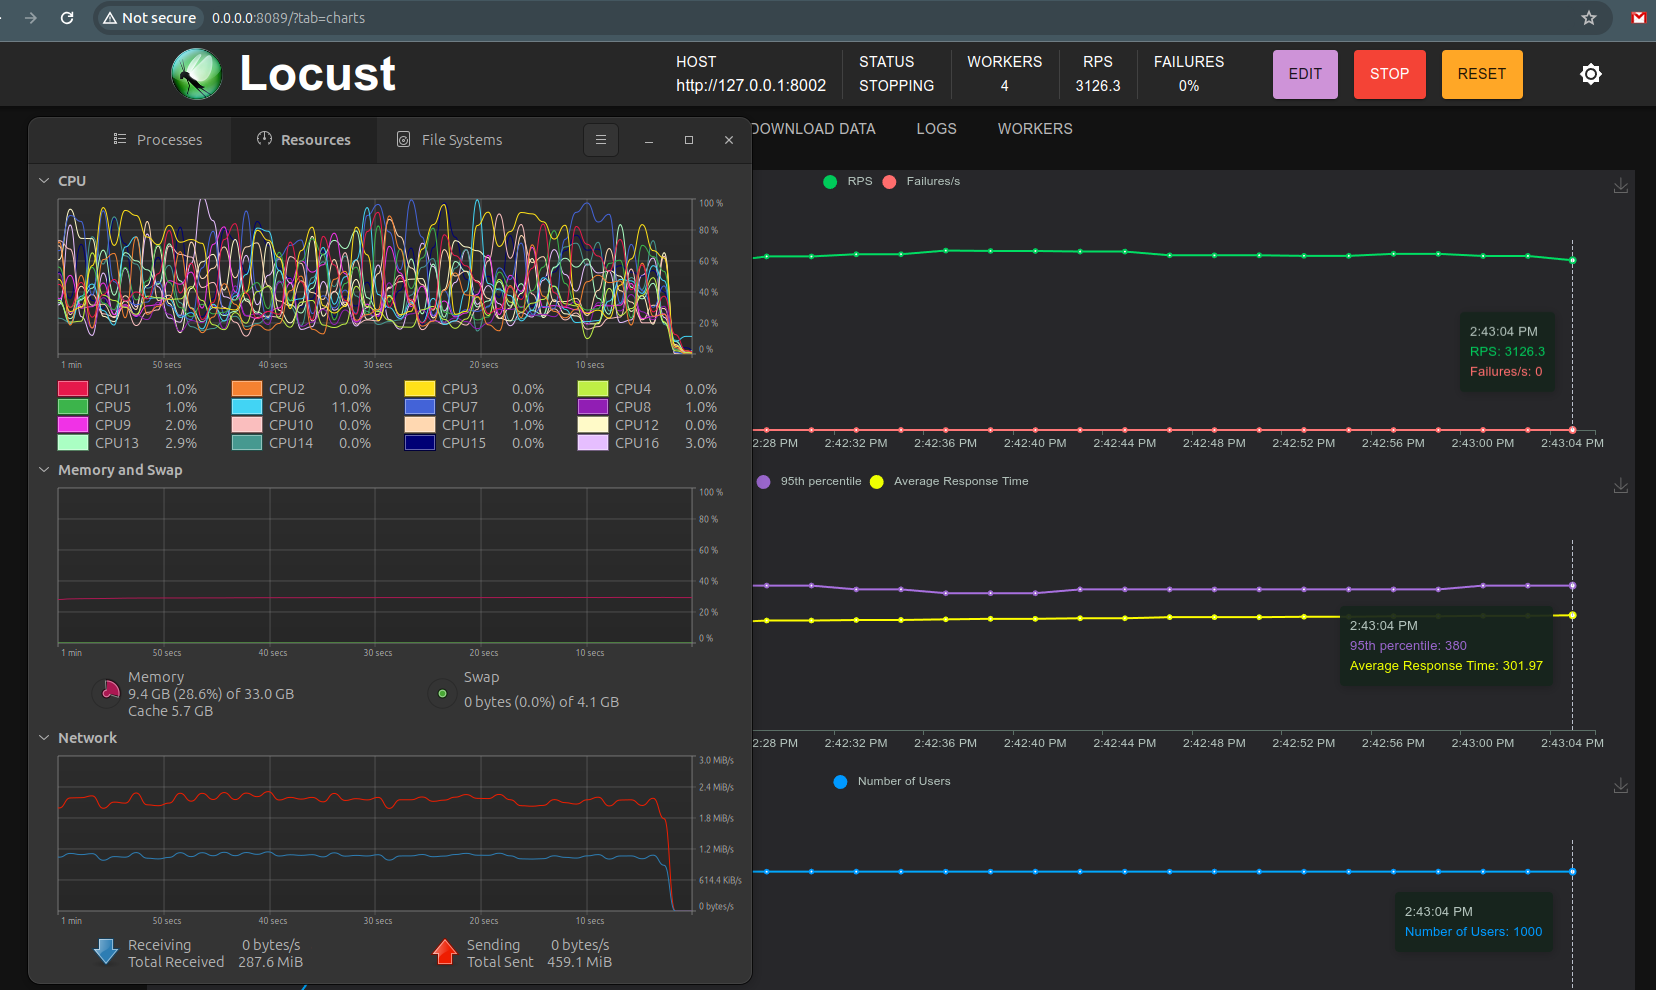 Not secure 0.0.0.0:8089/?tab=charts
Locust
HOST
http://127.0.0.1:8002
STATUS
STOPPING
WORKERS
4
RPS
3126.3
FAILURES
0%
EDIT
STOP
RESET
DOWNLOAD DATA LOGS WORKERS
Processes Resources File Systems
CPU
100 %
80 %
60 %
40 %
20 %
0 %
1 min 50 secs 40 secs 30 secs 20 secs 10 secs
CPU1 1.0% CPU2 0.0% CPU3 0.0% CPU4 0.0%
CPU5 1.0% CPU6 11.0% CPU7 0.0% CPU8 1.0%
CPU9 2.0% CPU10 0.0% CPU11 1.0% CPU12 0.0%
CPU13 2.9% CPU14 0.0% CPU15 0.0% CPU16 3.0%
Memory and Swap
100 %
80 %
60 %
40 %
20 %
0 %
1 min 50 secs 40 secs 30 secs 20 secs 10 secs
Memory
9.4 GB (28.6%) of 33.0 GB
Cache 5.7 GB
Swap
0 bytes (0.0%) of 4.1 GB
Network
3.0 MiB/s
2.4 MiB/s
1.8 MiB/s
1.2 MiB/s
614.4 KiB/s
0 bytes/s
1 min 50 secs 40 secs 30 secs 20 secs 10 secs
Receiving 0 bytes/s
Total Received 287.6 MiB
Sending 0 bytes/s
Total Sent 459.1 MiB
RPS Failures/s
2:43:04 PM
RPS: 3126.3
Failures/s: 0
2:28 PM 2:42:32 PM 2:42:36 PM 2:42:40 PM 2:42:44 PM 2:42:48 PM 2:42:52 PM 2:42:56 PM 2:43:00 PM 2:43:04 PM
95th percentile Average Response Time
2:43:04 PM
95th percentile: 380
Average Response Time: 301.97
2:28 PM 2:42:32 PM 2:42:36 PM 2:42:40 PM 2:42:44 PM 2:42:48 PM 2:42:52 PM 2:42:56 PM 2:43:00 PM 2:43:04 PM
Number of Users
2:43:04 PM
Number of Users: 1000